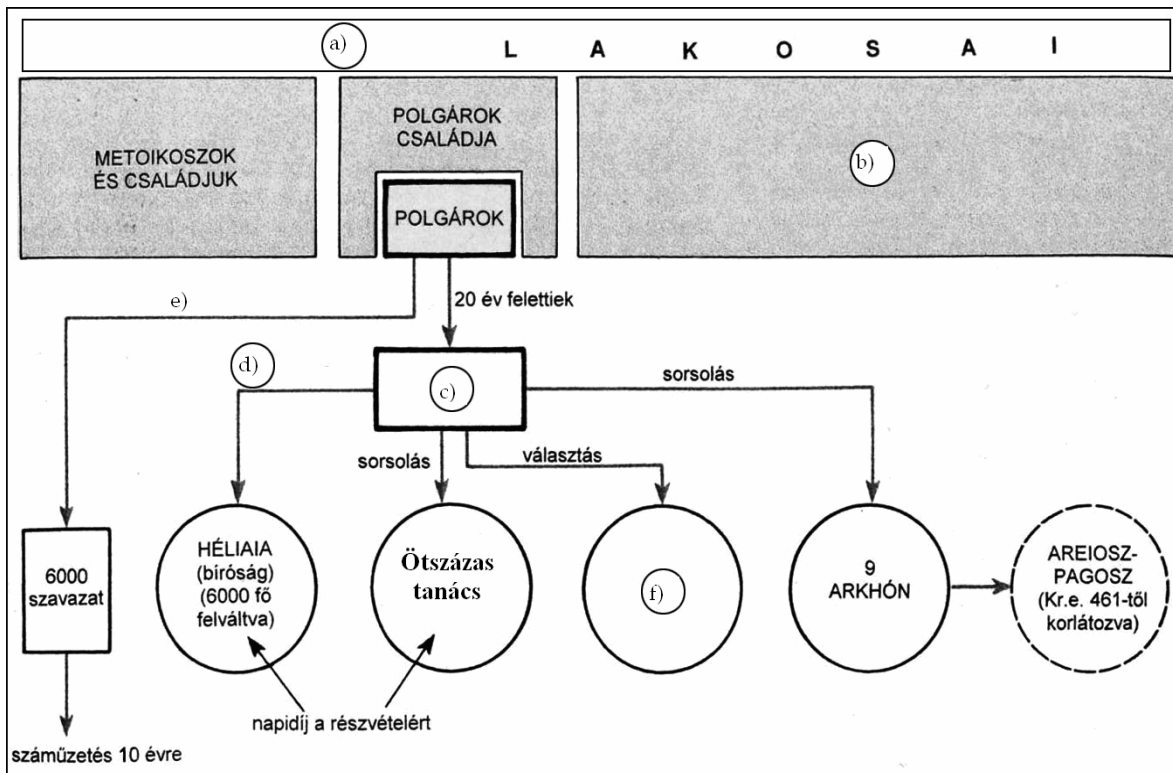 a)
L A K O S A I
METOIKOSZOK
ÉS CSALÁDJUK
POLGÁROK
CSALÁDJA
POLGÁROK
b)
e)
20 év felettiek
d)
c)
sorsolás
sorsolás
választás
6000
szavazat
HÉLIAIA
(bíróság)
(6000 fő
felváltva)
Ötszázas
tanács
f)
9
ARKHÓN
AREIOSZ-
PAGOSZ
(Kr.e. 461-től
korlátozva)
napidíj a részvételért
száműzetés 10 évre